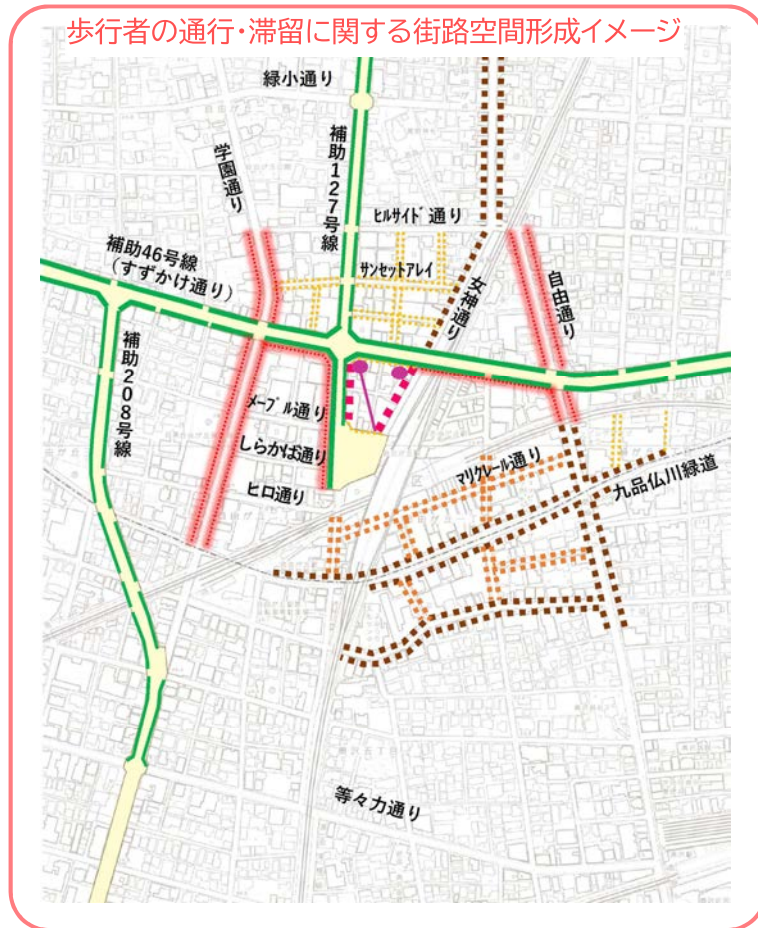 歩行者の通行・滞留に関する街路空間形成イメージ
緑小通り
補助127号線
学園通り
ヒルサイド通り
補助46号線
(すずかけ通り)
サンセットアレイ
女神通り
自由通り
補助208号線
メープル通り
しらかば通り
ヒロ通り
マリクレール通り
九品仏川緑道
等々力通り